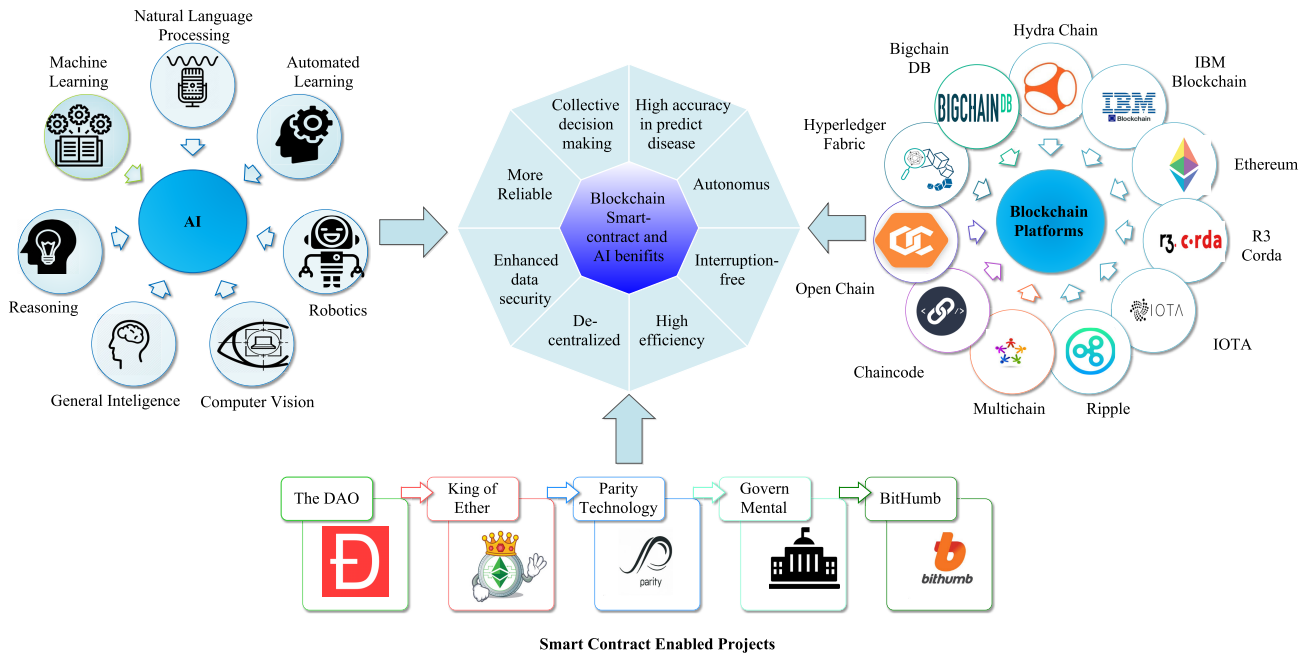 Natural Language
Processing
Machine
Learning
Automated
Learning
AI
Reasoning
Robotics
General Inteligence
Computer Vision
Collective
decision
making
High accuracy
in predict
disease
More
Reliable
Autonomus
Blockchain
Smart-
contract and
AI benifits
Enhanced
data
security
Interruption-
free
De-
centralized
High
efficiency
Hydra Chain
Bigchain
DB
IBM
Blockchain
BIGCHAINDB
IBM
Blockchain
Hyperledger
Fabric
Ethereum
Blockchain
Platforms
r3. c·rda
R3
Corda
Open Chain
</>
IOTA
IOTA
Chaincode
Multichain
Ripple
The DAO
King of
Ether
Parity
Technology
Govern
Mental
BitHumb
Đ
parity
b
bithumb
Smart Contract Enabled Projects